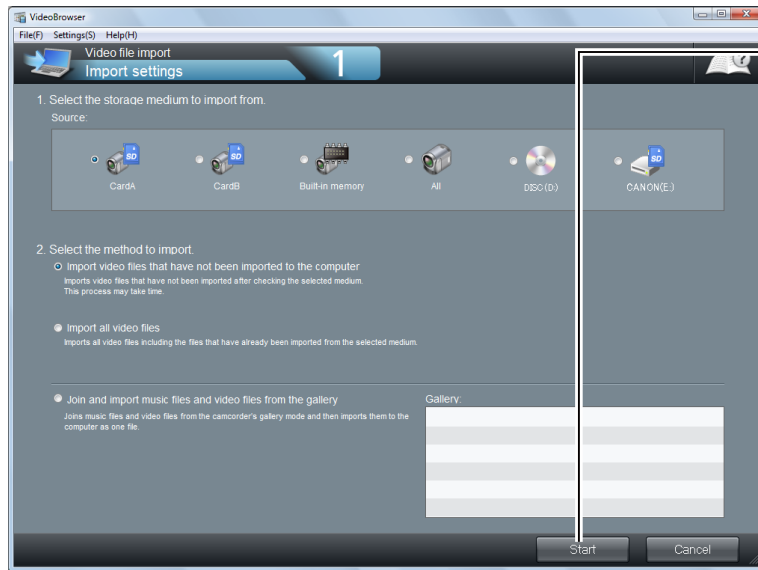 VideoBrowser
File(F) Settings(S) Help(H)
Video file import
Import settings
1
?
1. Select the storage medium to import from.
Source:
SD SD SD
CardA CardB Built-in memory All DISC(D:) CANON(E:)
2. Select the method to import.
Import video files that have not been imported to the computer
Imports video files that have not been imported after checking the selected medium.
This process may take time.
Import all video files
Imports all video files including the files that have already been imported from the selected medium.
Join and import music files and video files from the gallery
Gallery:
Joins music files and video files from the camcorder's gallery mode and then imports them to the
computer as one file.
Start Cancel